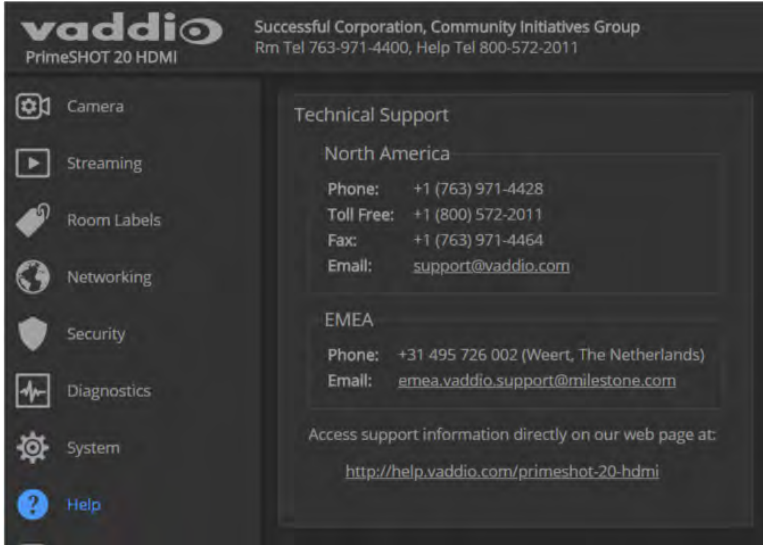 vaddio
PrimeSHOT 20 HDMI
Successful Corporation, Community Initiatives Group
Rm Tel 763-971-4400, Help Tel 800-572-2011
Camera
Streaming
Room Labels
Networking
Security
Diagnostics
System
? Help
Technical Support
North America
Phone: +1 (763) 971-4428
Toll Free: +1 (800) 572-2011
Fax: +1 (763) 971-4464
Email: support@vaddio.com
EMEA
Phone: +31 495 726 002 (Weert, The Netherlands)
Email: emea.vaddio.support@milestone.com
Access support information directly on our web page at:
http://help.vaddio.com/primeshot-20-hdmi